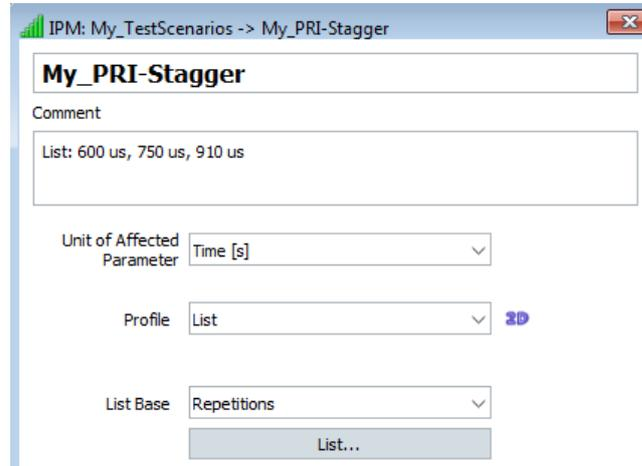 IPM: My_TestScenarios -> My_PRI-Stagger
My_PRI-Stagger
Comment
List: 600 us, 750 us, 910 us
Unit of Affected
Parameter
Time [s]
Profile
List
2D
List Base
Repetitions
List...